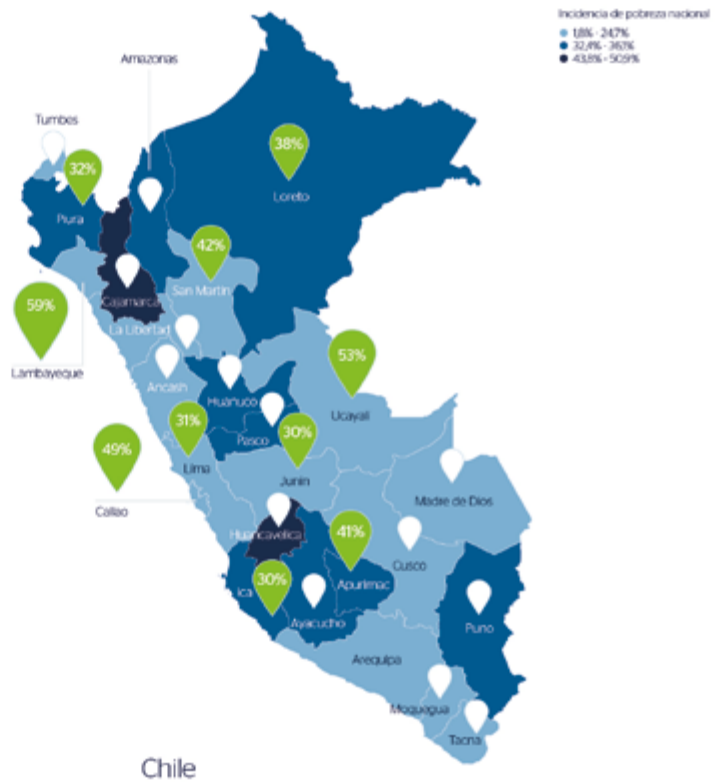 Incidencia de pobreza nacional
1,8% - 24,7%
32,4% - 36,1%
43,8% - 50,9%
Amazonas
Tumbes
38%
32%
Loreto
Piura
42%
San Martín
59%
Cajamarca
La Libertad
53%
Lambayeque
Ancash
Huánuco
Ucayali
31%
Pasco
30%
49%
Lima
Junín
Madre de Dios
Callao
Huancavelica
41%
Cusco
30%
Apurímac
Ica
Ayacucho
Puno
Arequipa
Moquegua
Tacna
Chile